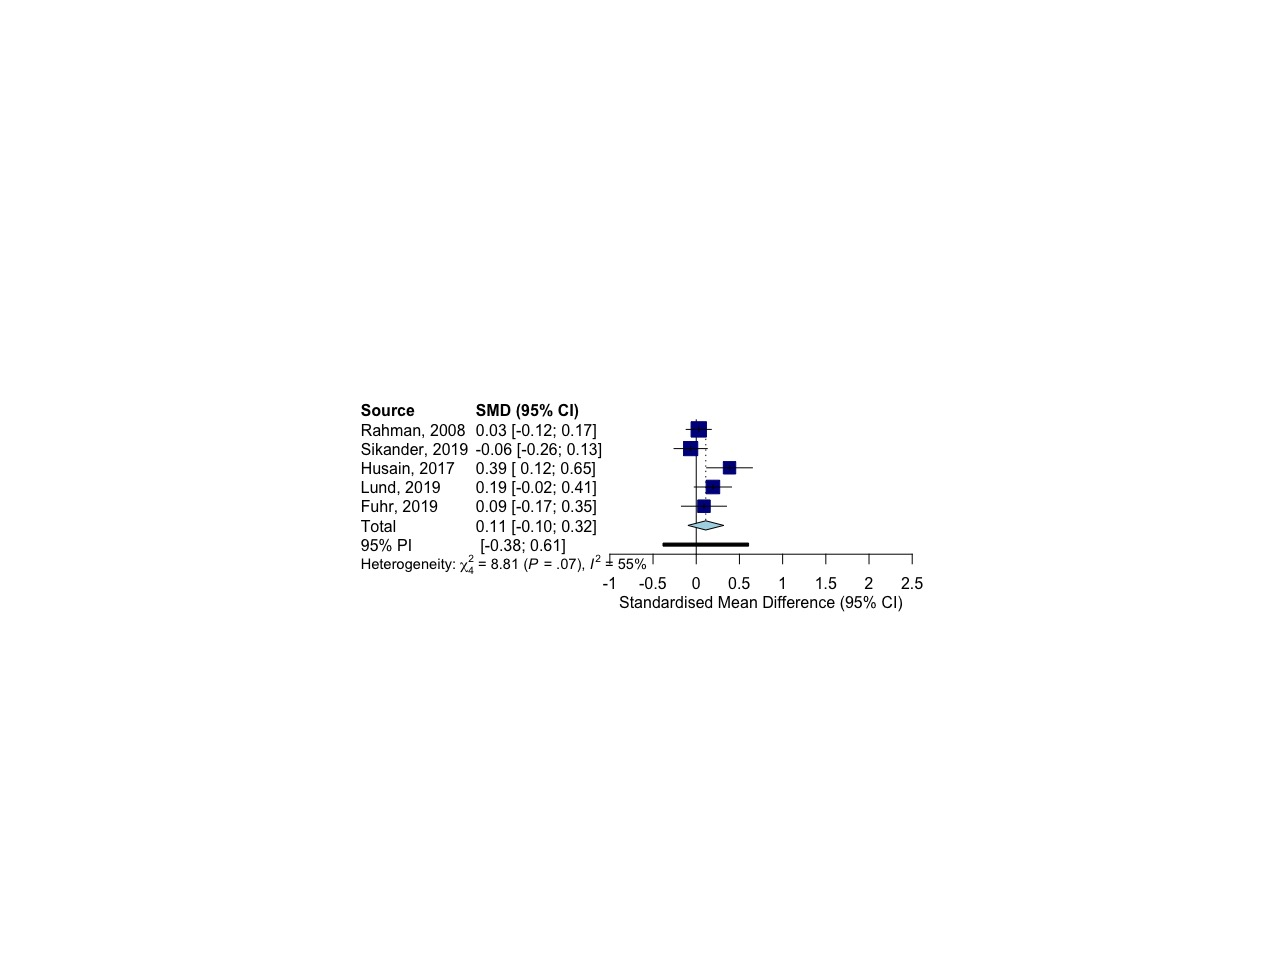 Source SMD (95% CI)
Rahman, 2008 0.03 [-0.12; 0.17]
Sikander, 2019 -0.06 [-0.26; 0.13]
Husain, 2017 0.39 [ 0.12; 0.65]
Lund, 2019 0.19 [-0.02; 0.41]
Fuhr, 2019 0.09 [-0.17; 0.35]
Total 0.11 [-0.10; 0.32]
95% PI [-0.38; 0.61]
Heterogeneity: χ²₄ = 8.81 (P = .07), I² = 55%
-1 -0.5 0 0.5 1 1.5 2 2.5
Standardised Mean Difference (95% CI)